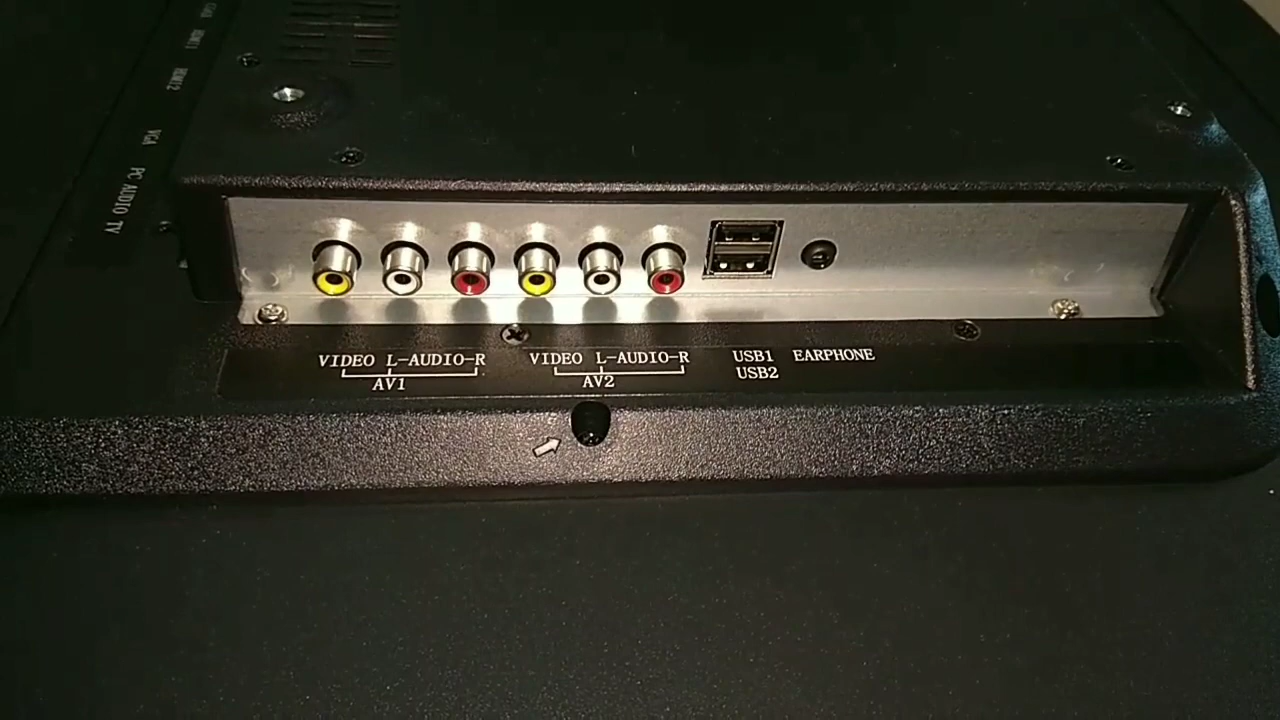 HDMI1
HDMI2
VGA
PC AUDIO
TV
VIDEO L-AUDIO-R
AV1
VIDEO L-AUDIO-R
AV2
USB1
USB2
EARPHONE